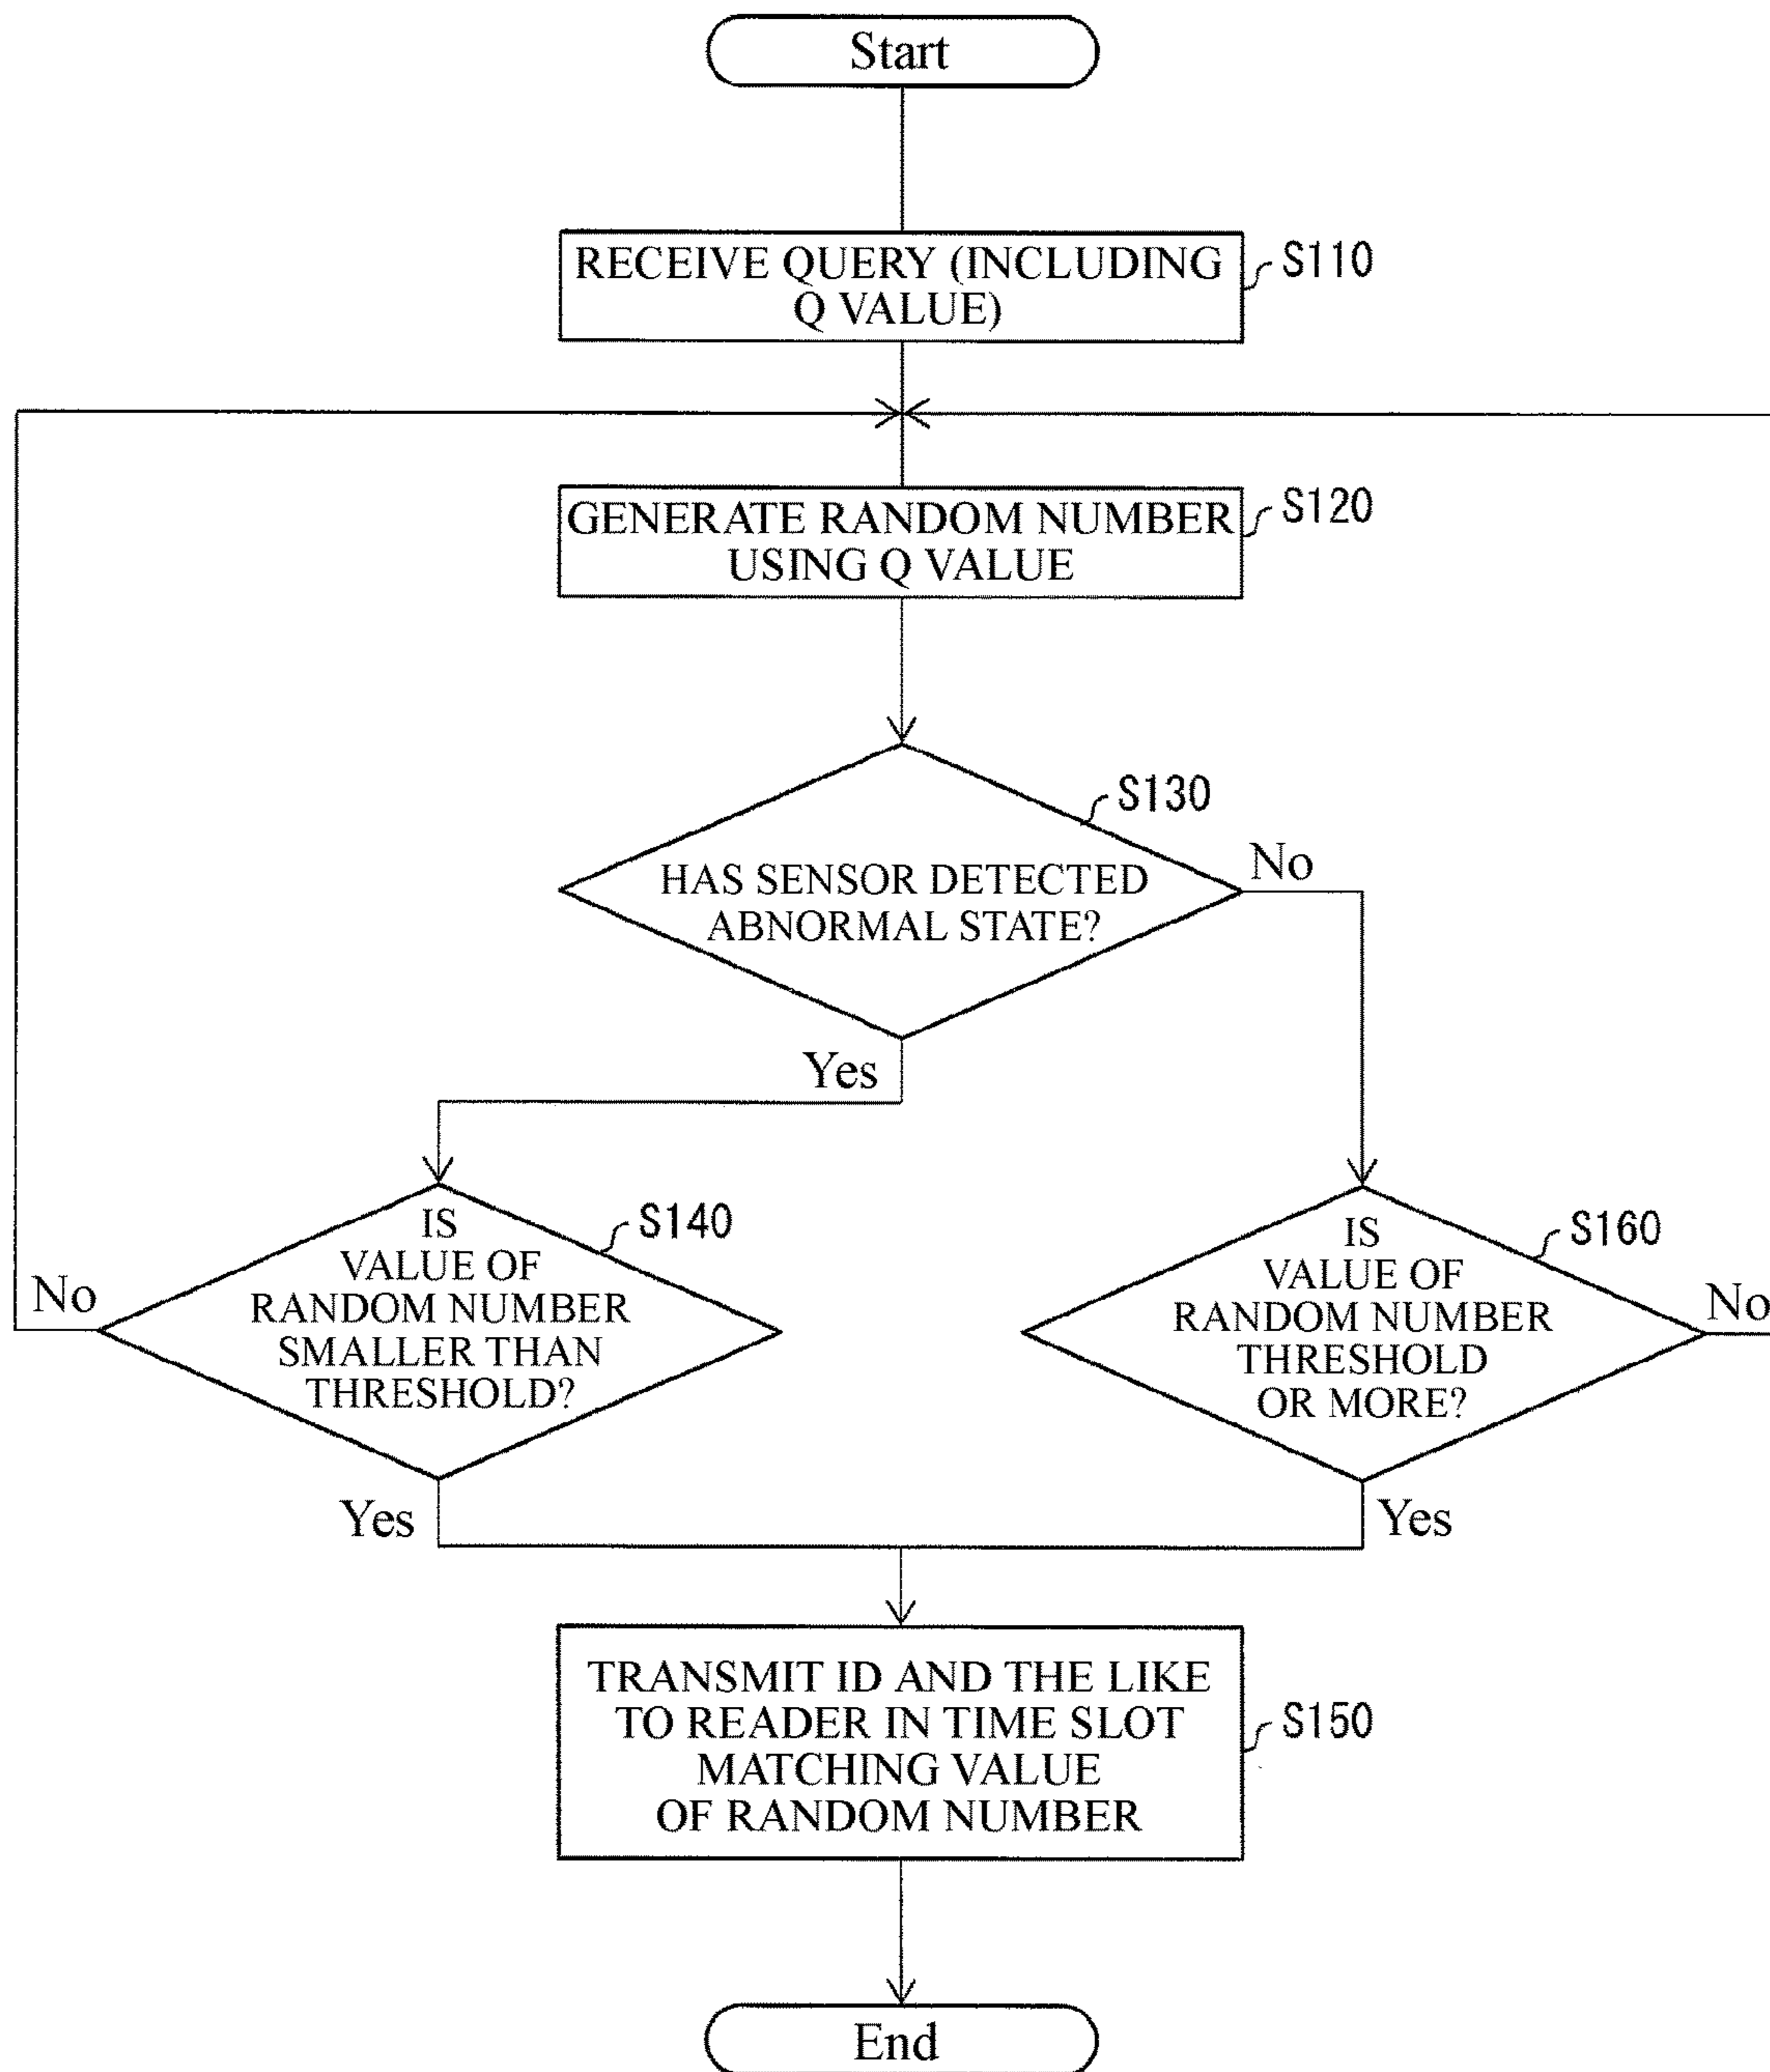 Start
RECEIVE QUERY (INCLUDING
Q VALUE)
S110
GENERATE RANDOM NUMBER
USING Q VALUE
S120
S130
HAS SENSOR DETECTED
ABNORMAL STATE?
No
Yes
S140
IS
VALUE OF
RANDOM NUMBER
SMALLER THAN
THRESHOLD?
No
Yes
S160
IS
VALUE OF
RANDOM NUMBER
THRESHOLD
OR MORE?
No
Yes
TRANSMIT ID AND THE LIKE
TO READER IN TIME SLOT
MATCHING VALUE
OF RANDOM NUMBER
S150
End